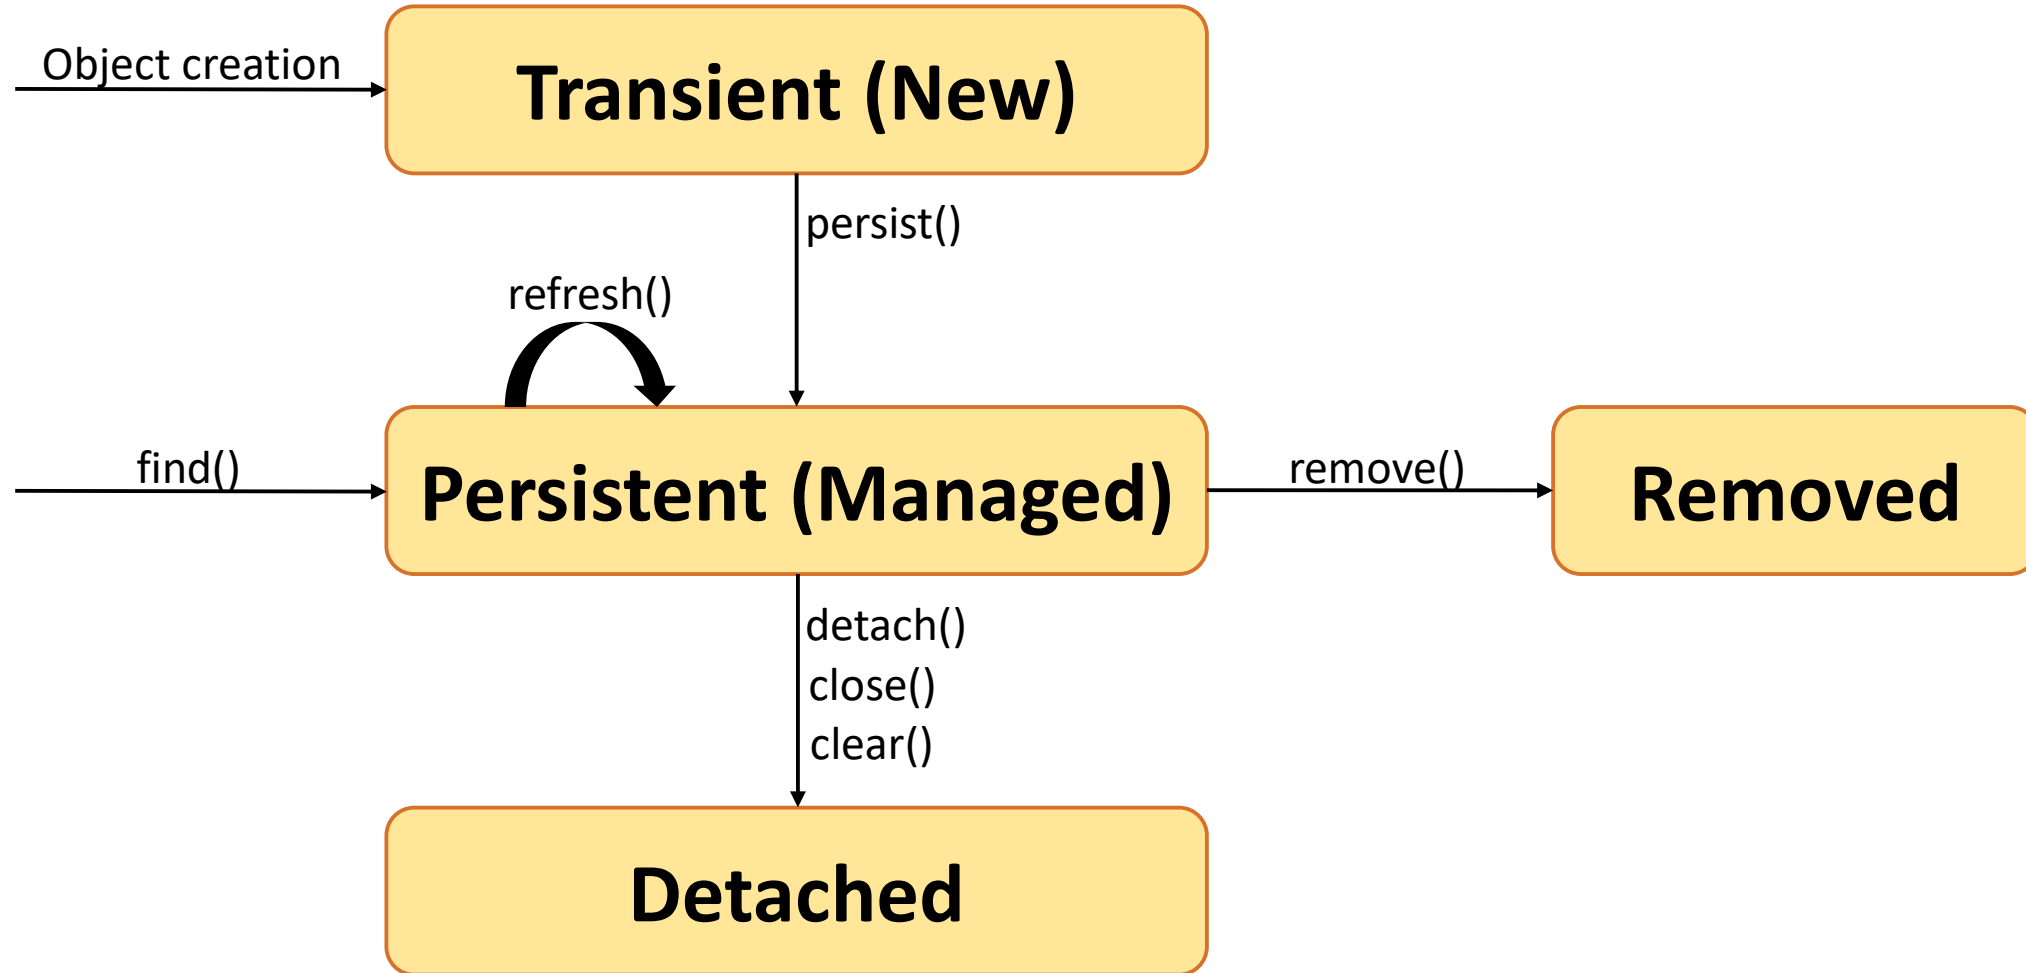 Object creation
Transient (New)
persist()
refresh()
find()
Persistent (Managed)
remove()
Removed
detach()
close()
clear()
Detached